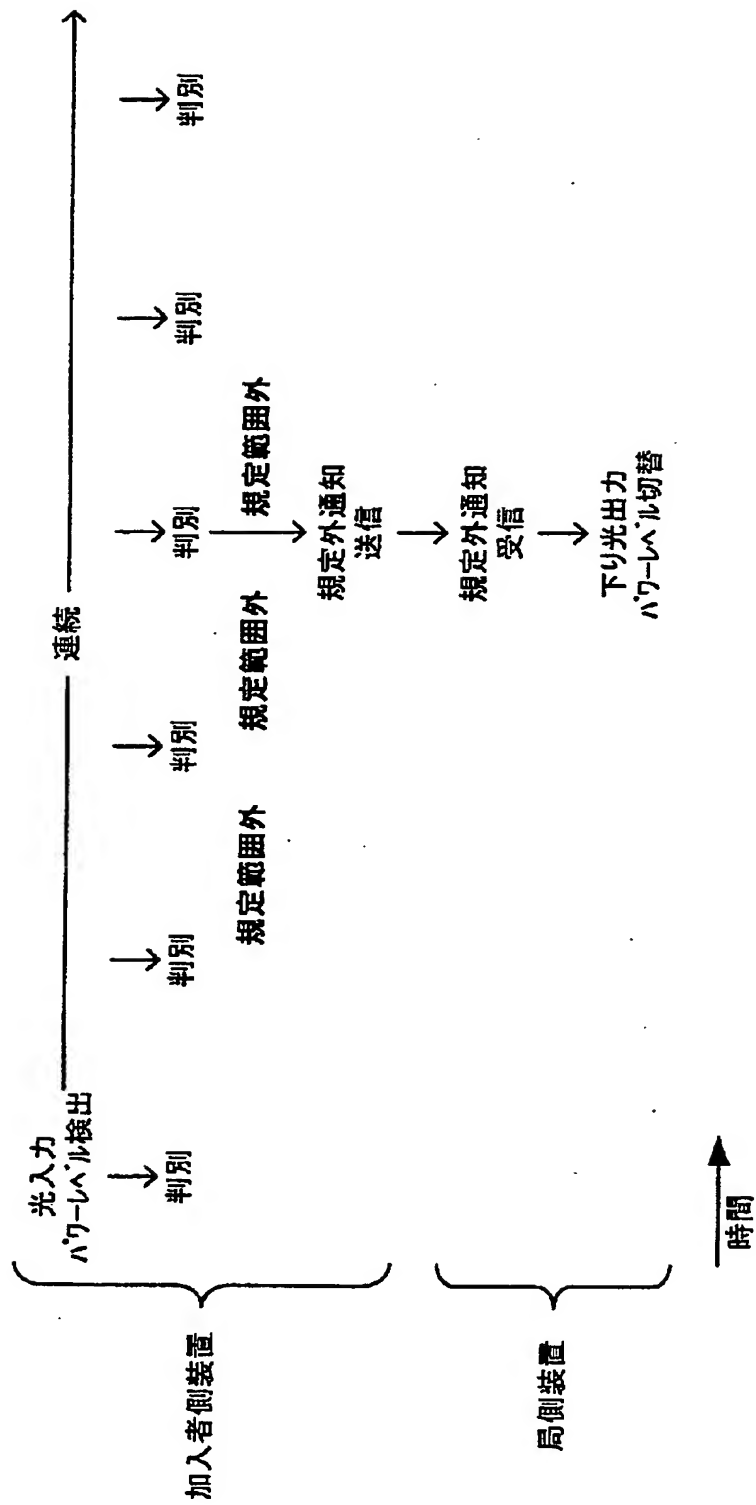 光入力
パワーレベル検出
連続
判別
判別
判別
判別
判別
判別
規定範囲外
規定範囲外
規定範囲外
規定外通知
送信
規定外通知
受信
下り光出力
パワーレベル切替
加入者側装置
局側装置
時間